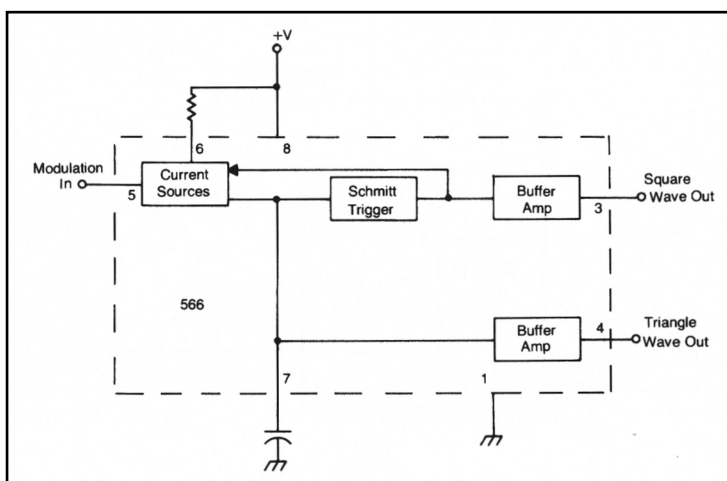 +V
6
8
Modulation
In
5
Current
Sources
Schmitt
Trigger
Buffer
Amp
3
Square
Wave Out
566
Buffer
Amp
4
Triangle
Wave Out
7
1